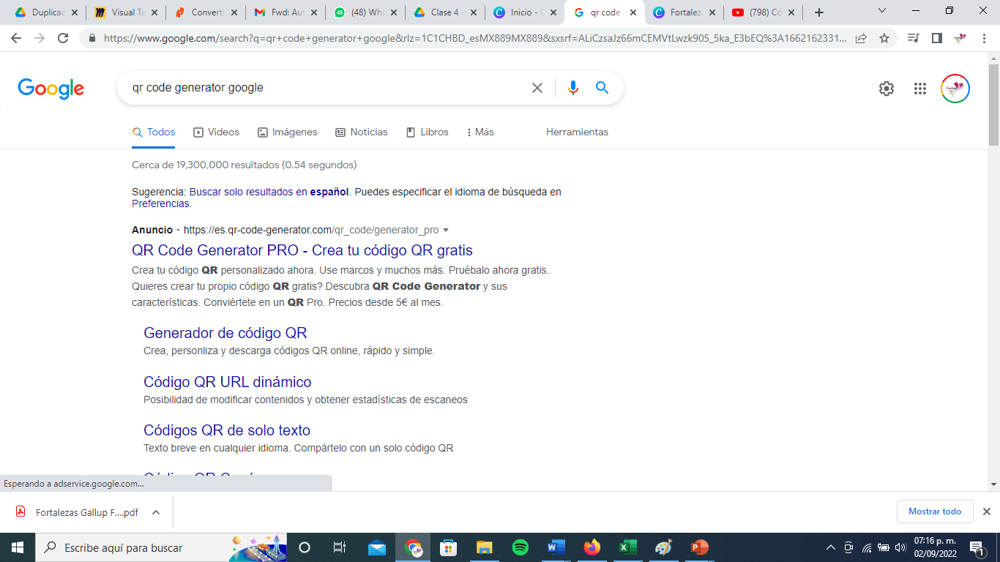 Duplicac
Visual Ta
Converti
Fwd: Aut
(48) Wha
Clase 4 -
Inicio - C
qr code
Fortalez
(798) Có
https://www.google.com/search?q=qr+code+generator+google&rlz=1C1CHBD_esMX889MX889&sxsrf=ALiCzsaJz66mCEMVtLwzk905_5ka_E3bEQ%3A1662162331...
Google
qr code generator google
Todos
Videos
Imágenes
Noticias
Libros
Más
Herramientas
Cerca de 19,300,000 resultados (0.54 segundos)
Sugerencia: Buscar solo resultados en español. Puedes especificar el idioma de búsqueda en
Preferencias.
Anuncio · https://es.qr-code-generator.com/qr_code/generator_pro
QR Code Generator PRO - Crea tu código QR gratis
Crea tu código QR personalizado ahora. Use marcos y muchos más. Pruébalo ahora gratis.
Quieres crear tu propio código QR gratis? Descubra QR Code Generator y sus
características. Conviértete en un QR Pro. Precios desde 5€ al mes.
Generador de código QR
Crea, personliza y descarga códigos QR online, rápido y simple.
Código QR URL dinámico
Posibilidad de modificar contenidos y obtener estadísticas de escaneos
Códigos QR de solo texto
Texto breve en cualquier idioma. Compártelo con un solo código QR
Esperando a adservice.google.com...
Fortalezas Gallup F....pdf
Mostrar todo
Escribe aquí para buscar
07:16 p. m.
02/09/2022
1